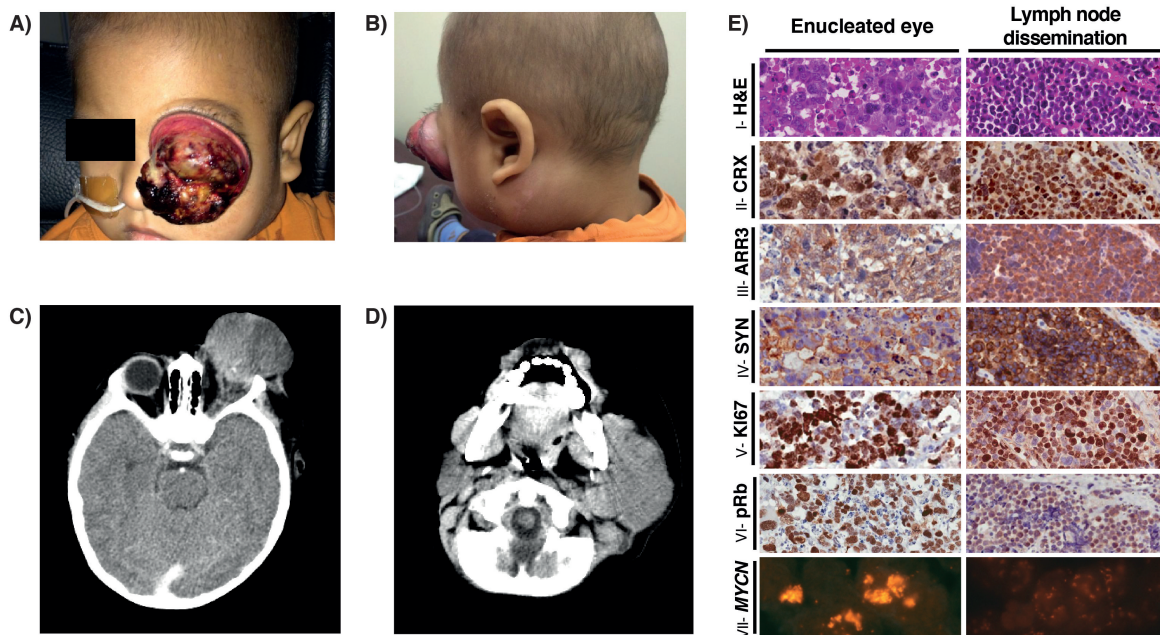 A)
B)
C)
D)
E)
Enucleated eye
Lymph node
dissemination
I- H&E
II- CRX
III- ARR3
IV- SYN
V- KI67
VI- pRb
VII- MYCN